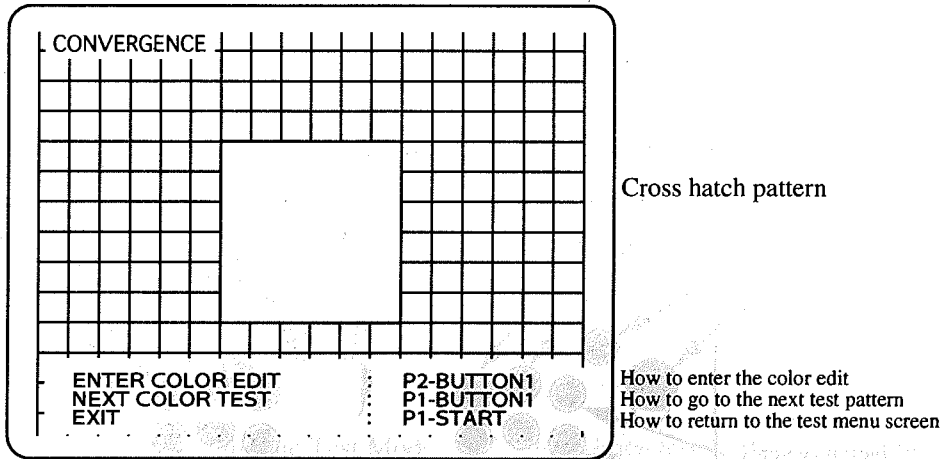 CONVERGENCE
Cross hatch pattern
ENTER COLOR EDIT : P2-BUTTON1 How to enter the color edit
NEXT COLOR TEST : P1-BUTTON1 How to go to the next test pattern
EXIT : P1-START How to return to the test menu screen